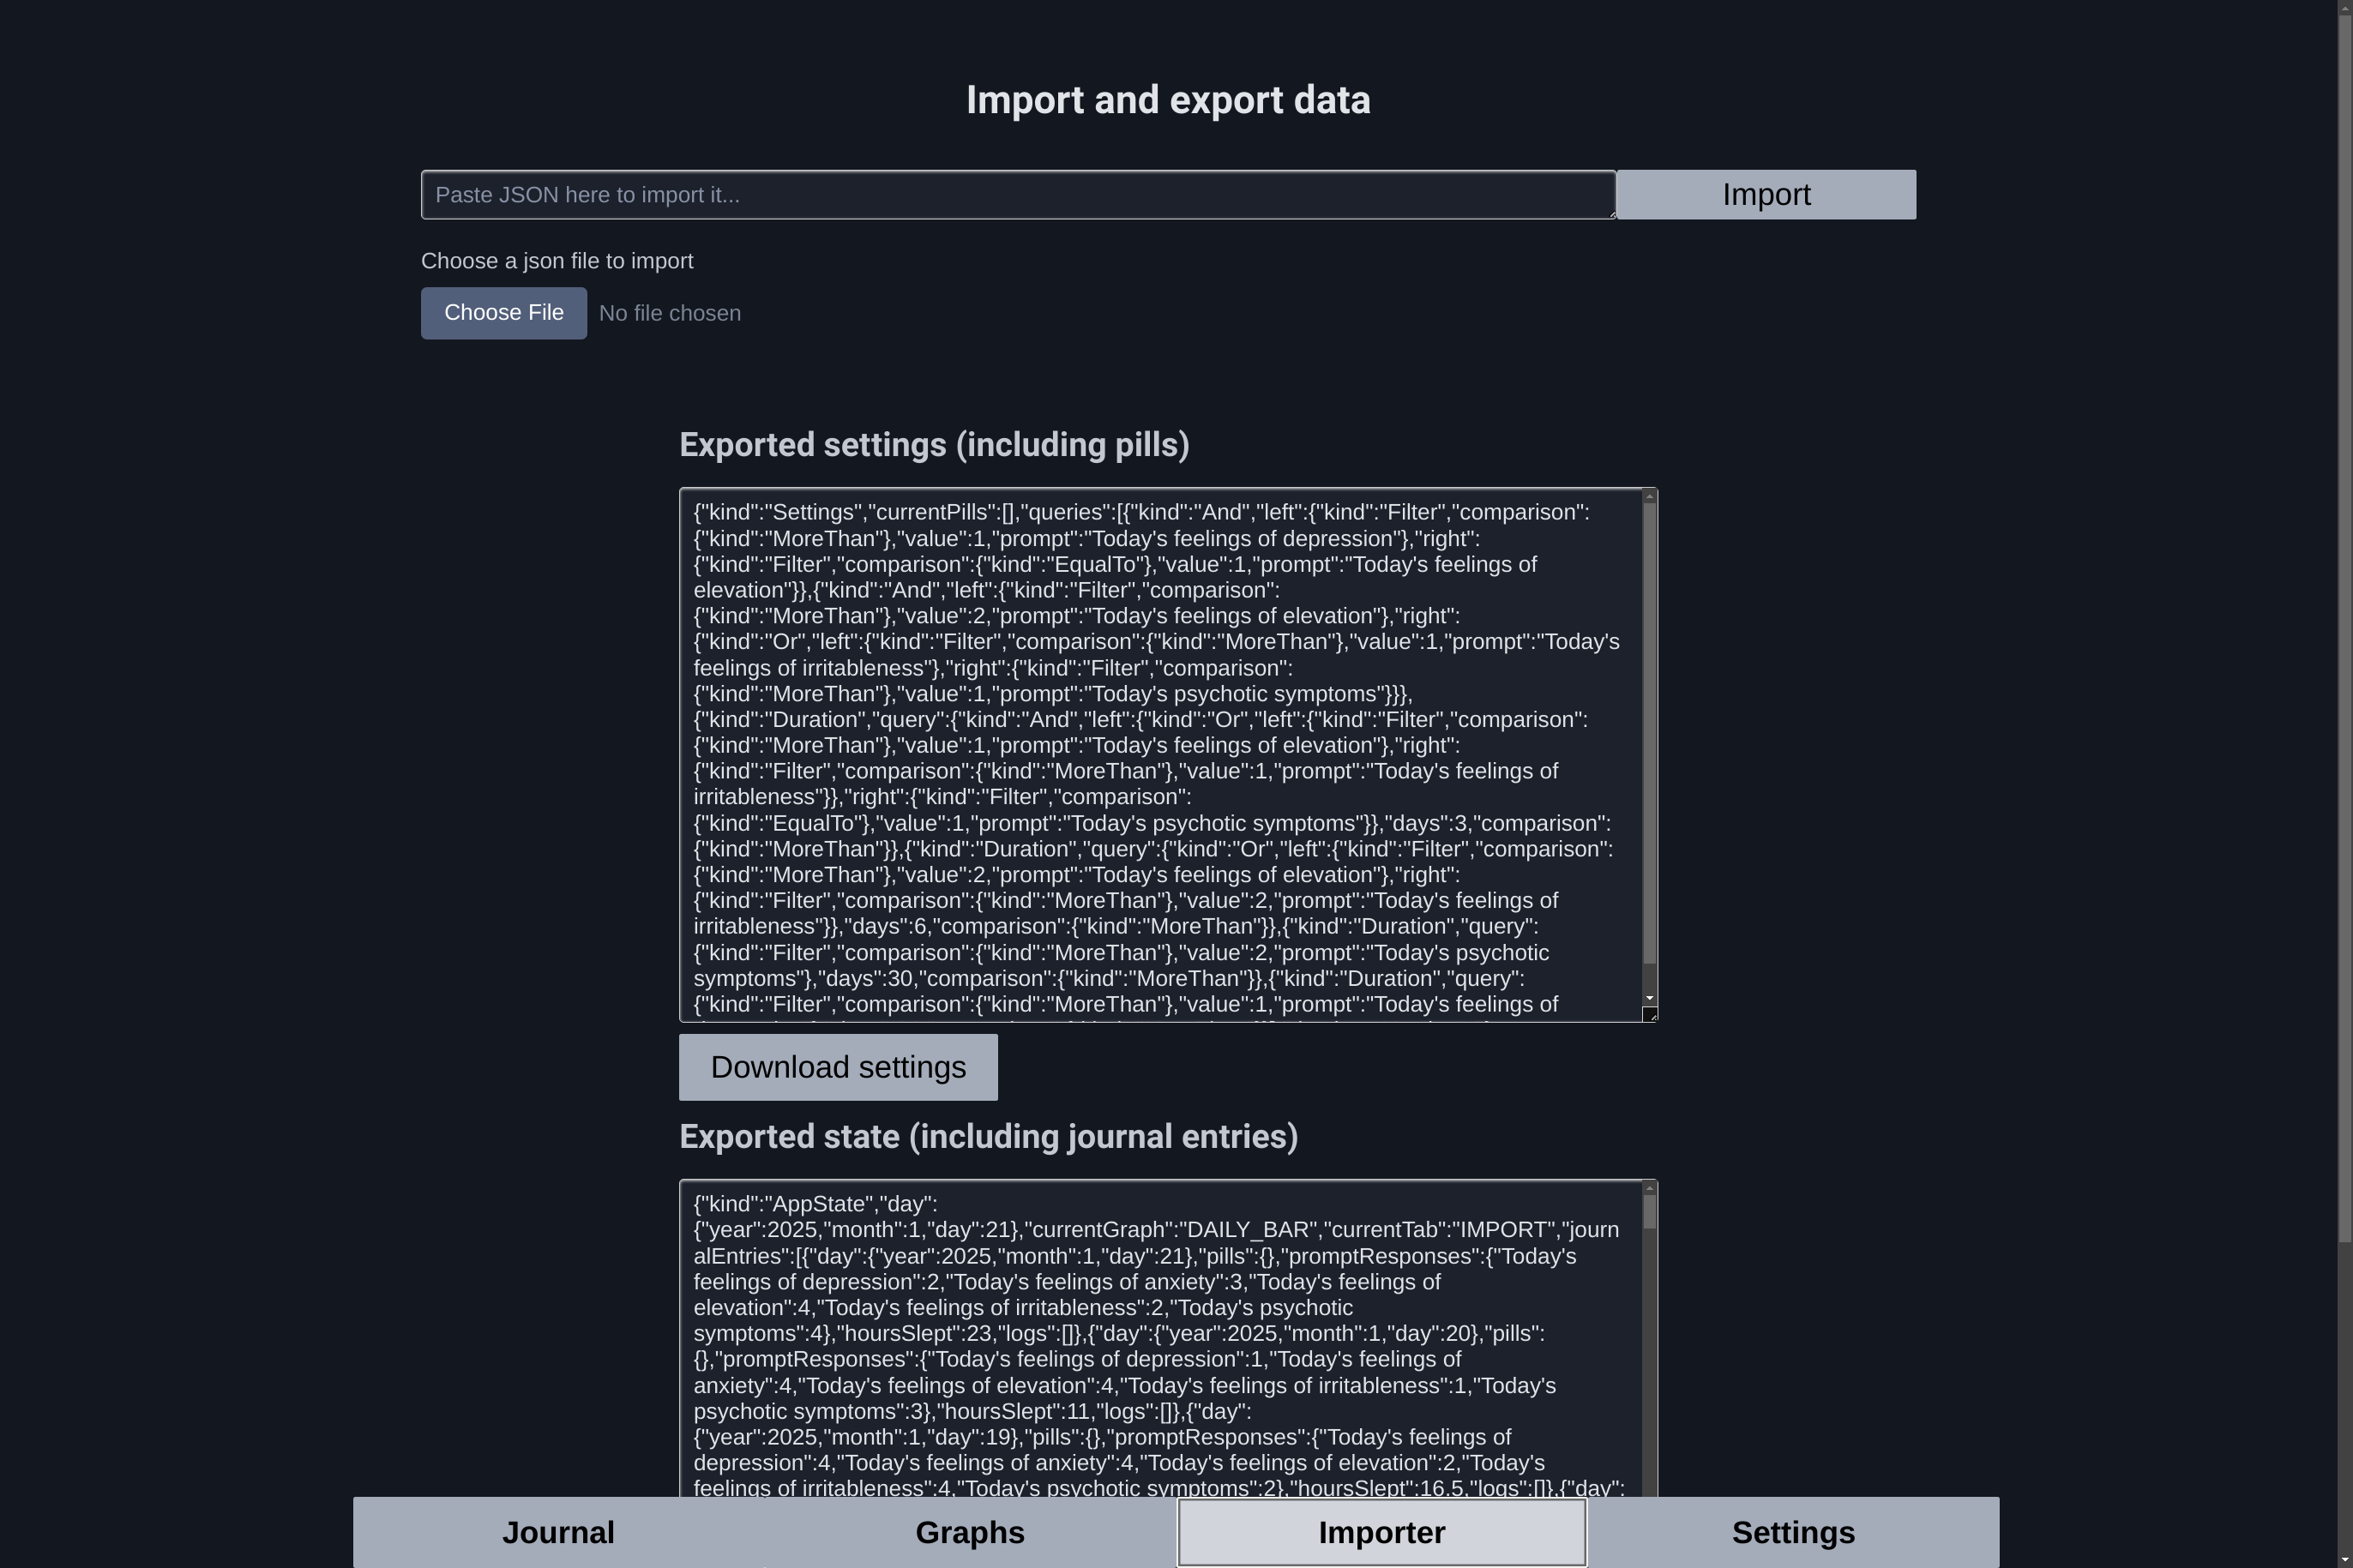 Import and export data
Paste JSON here to import it...
Import
Choose a json file to import
Choose File
No file chosen
Exported settings (including pills)
{"kind":"Settings","currentPills":[],"queries":[{"kind":"And","left":{"kind":"Filter","comparison":
{"kind":"MoreThan"},"value":1,"prompt":"Today's feelings of depression"},"right":
{"kind":"Filter","comparison":{"kind":"EqualTo"},"value":1,"prompt":"Today's feelings of
elevation"}},{"kind":"And","left":{"kind":"Filter","comparison":
{"kind":"MoreThan"},"value":2,"prompt":"Today's feelings of elevation"},"right":
{"kind":"Or","left":{"kind":"Filter","comparison":{"kind":"MoreThan"},"value":1,"prompt":"Today's
feelings of irritableness"},"right":{"kind":"Filter","comparison":
{"kind":"MoreThan"},"value":1,"prompt":"Today's psychotic symptoms"}}},
{"kind":"Duration","query":{"kind":"And","left":{"kind":"Or","left":{"kind":"Filter","comparison":
{"kind":"MoreThan"},"value":1,"prompt":"Today's feelings of elevation"},"right":
{"kind":"Filter","comparison":{"kind":"MoreThan"},"value":1,"prompt":"Today's feelings of
irritableness"}},"right":{"kind":"Filter","comparison":
{"kind":"EqualTo"},"value":1,"prompt":"Today's psychotic symptoms"}},"days":3,"comparison":
{"kind":"MoreThan"}},{"kind":"Duration","query":{"kind":"Or","left":{"kind":"Filter","comparison":
{"kind":"MoreThan"},"value":2,"prompt":"Today's feelings of elevation"},"right":
{"kind":"Filter","comparison":{"kind":"MoreThan"},"value":2,"prompt":"Today's feelings of
irritableness"}},"days":6,"comparison":{"kind":"MoreThan"}},{"kind":"Duration","query":
{"kind":"Filter","comparison":{"kind":"MoreThan"},"value":2,"prompt":"Today's psychotic
symptoms"},"days":30,"comparison":{"kind":"MoreThan"}},{"kind":"Duration","query":
{"kind":"Filter","comparison":{"kind":"MoreThan"},"value":1,"prompt":"Today's feelings of
Download settings
Exported state (including journal entries)
{"kind":"AppState","day":
{"year":2025,"month":1,"day":21},"currentGraph":"DAILY_BAR","currentTab":"IMPORT","journ
alEntries":[{"day":{"year":2025,"month":1,"day":21},"pills":{},"promptResponses":{"Today's
feelings of depression":2,"Today's feelings of anxiety":3,"Today's feelings of
elevation":4,"Today's feelings of irritableness":2,"Today's psychotic
symptoms":4},"hoursSlept":23,"logs":[]},{"day":{"year":2025,"month":1,"day":20},"pills":
{},"promptResponses":{"Today's feelings of depression":1,"Today's feelings of
anxiety":4,"Today's feelings of elevation":4,"Today's feelings of irritableness":1,"Today's
psychotic symptoms":3},"hoursSlept":11,"logs":[]},{"day":
{"year":2025,"month":1,"day":19},"pills":{},"promptResponses":{"Today's feelings of
depression":4,"Today's feelings of anxiety":4,"Today's feelings of elevation":2,"Today's
feelings of irritableness":4,"Today's psychotic symptoms":2},"hoursSlept":16.5,"logs":[]},{"day":
Journal
Graphs
Importer
Settings